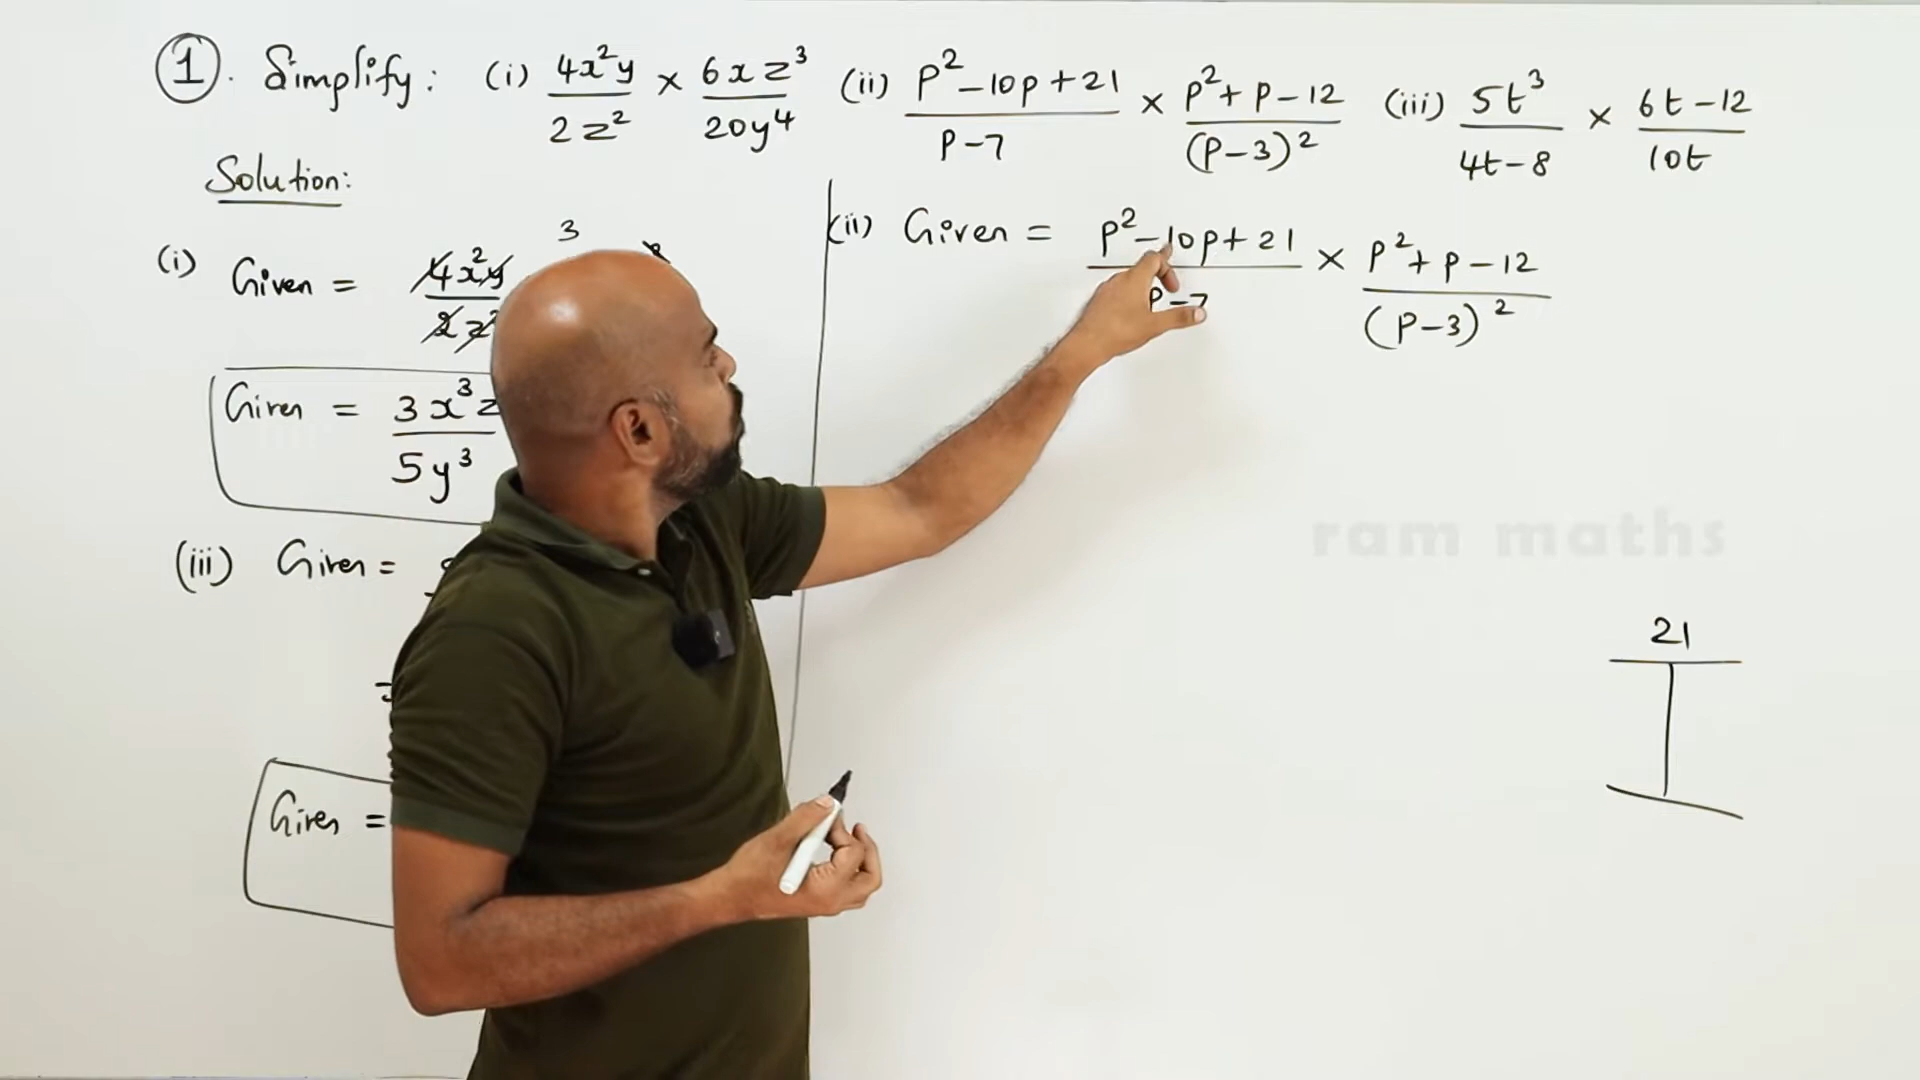 1. Simplify: (i) 4x²y / 2z² × 6xz³ / 20y⁴ (ii) P²-10p+21 / P-7 × P²+P-12 / (P-3)² (iii) 5t³ / 4t-8 × 6t-12 / 10t
Solution:
(i) Given = 4x²y / 2z²
3
Given = 3x³z / 5y³
(iii) Given =
=
Given =
(ii) Given = P²-10p+21 / P-7 × P²+P-12 / (P-3)²
ram maths
21